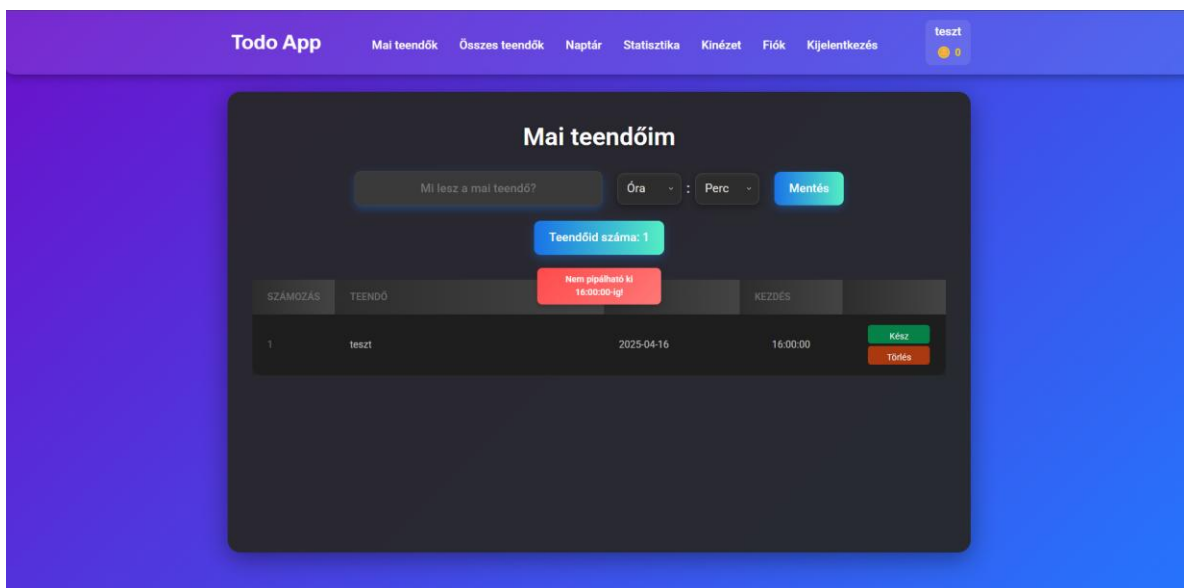 Todo App Mai teendők Összes teendők Naptár Statisztika Kinézet Fiók Kijelentkezés teszt
0
Mai teendőim
Mi lesz a mai teendő? Óra : Perc Mentés
Teendőid száma: 1
Nem pipálható ki
16:00:00-ig!
SZÁMOZÁS TEENDŐ KEZDÉS
1 teszt 2025-04-16 16:00:00 Kész
Törlés